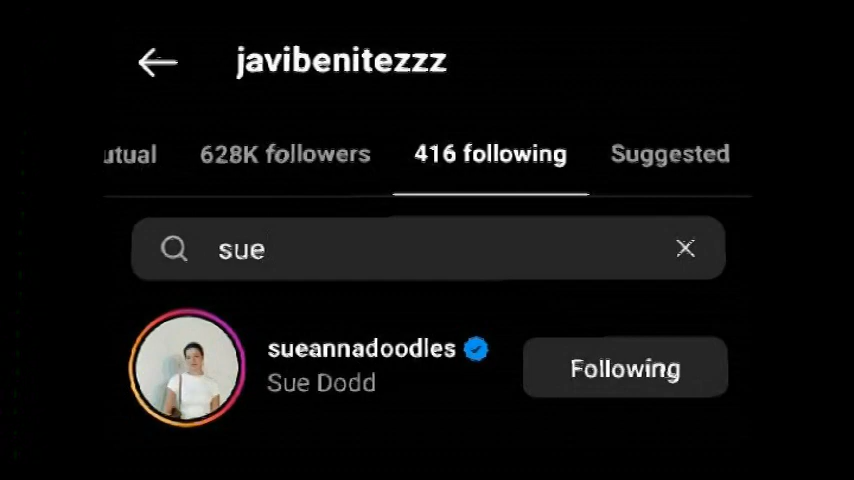 javibenitezzz
utual 628K followers 416 following Suggested
sue
sueannadoodles
Sue Dodd
Following